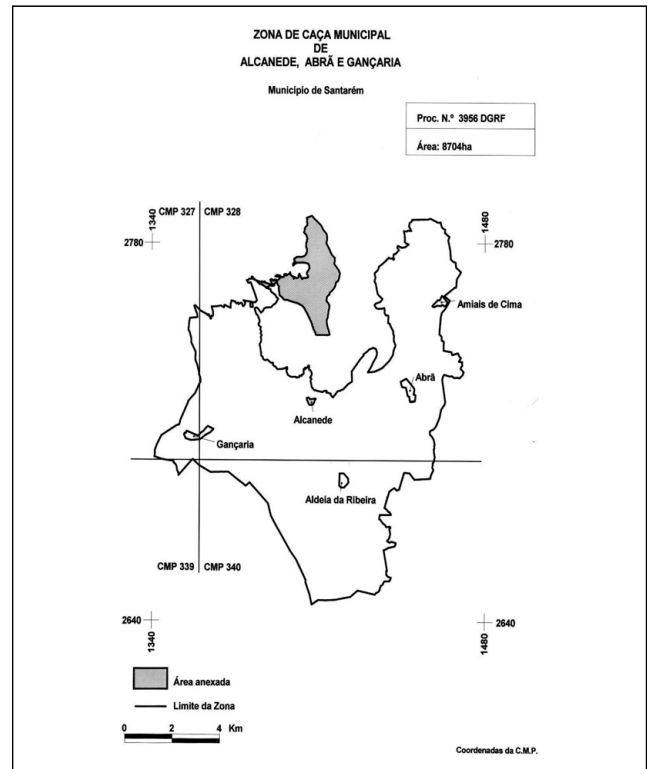 ZONA DE CAÇA MUNICIPAL
DE
ALCANEDE, ABRÃ E GANÇARIA
Município de Santarém
Proc. N.º 3956 DGRF
Área: 8704ha
1340
CMP 327 CMP 328
1480
2780
2780
Amiais de Cima
Abrã
Alcanede
Gançaria
Aldeia da Ribeira
CMP 339 CMP 340
2640
2640
1340
1480
Área anexada
Limite da Zona
0 2 4 Km
Coordenadas da C.M.P.